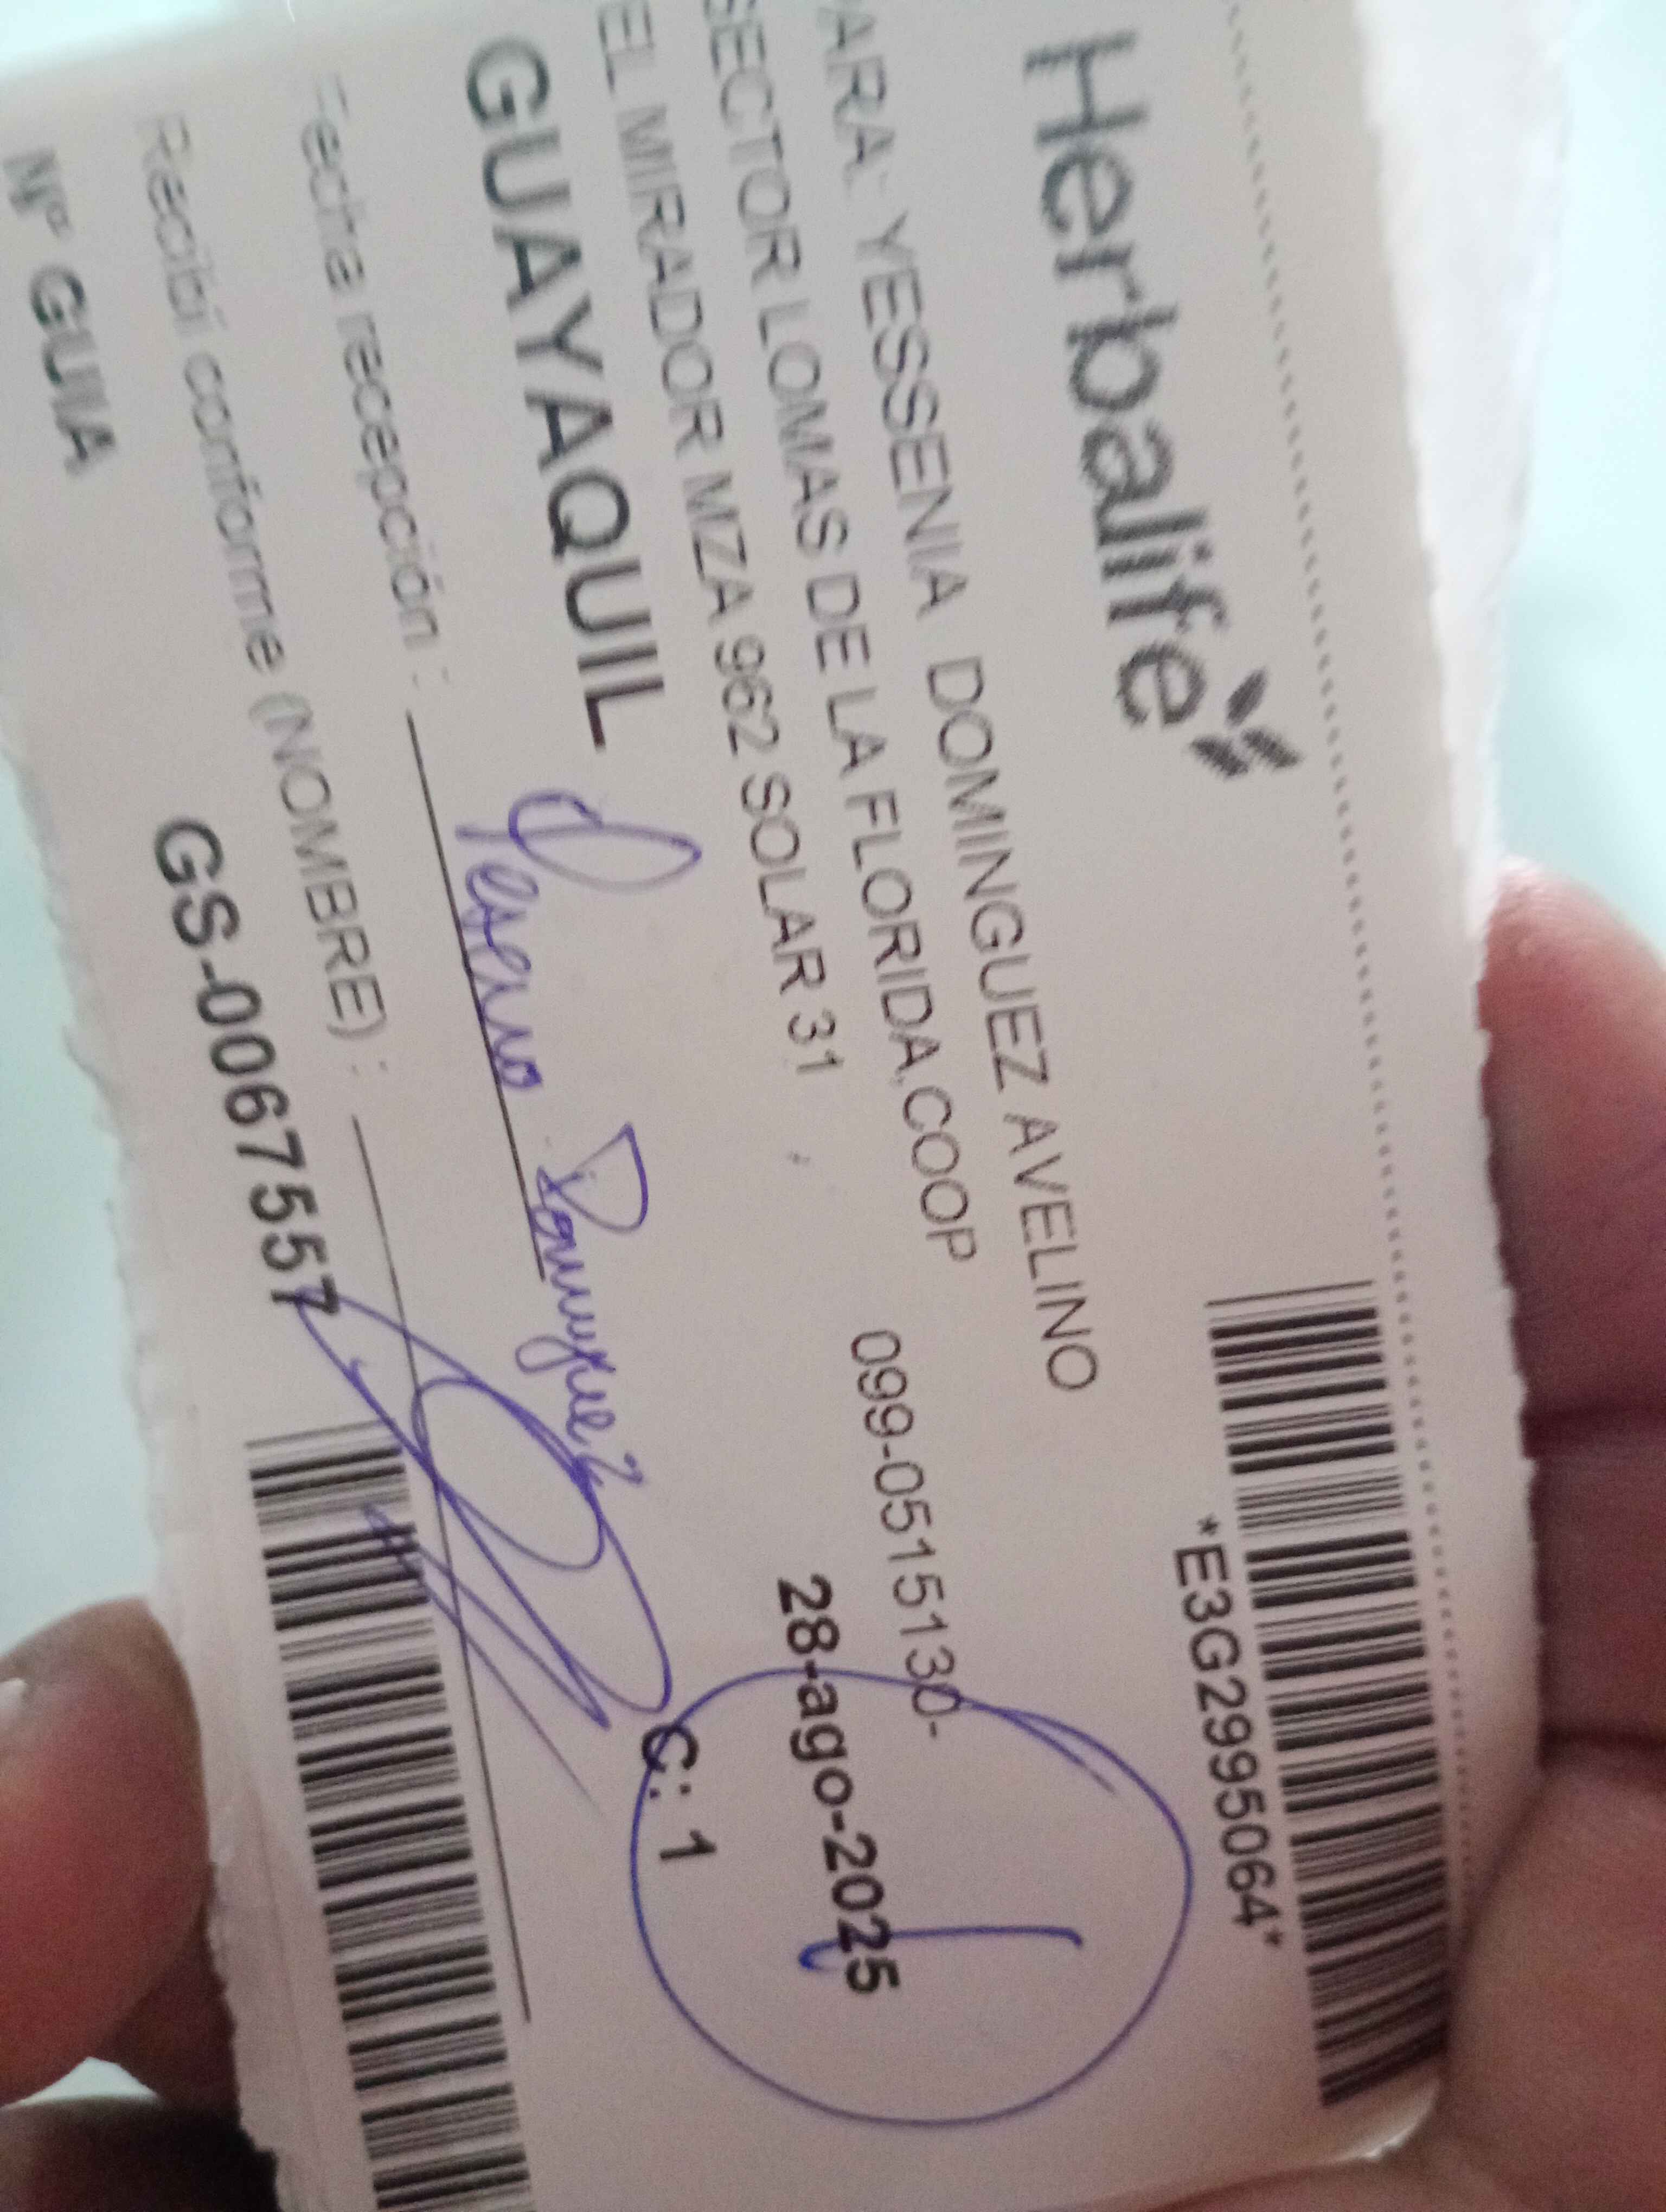 Herbalife
*E3G2995064*
PARA: YESSENIA DOMINGUEZ AVELINO
SECTOR LOMAS DE LA FLORIDA,COOP 099-0515130-
EL MIRADOR MZA 962 SOLAR 31 , 28-ago-2025
GUAYAQUIL C: 1
Fecha recepción :
Recibí conforme (NOMBRE) :
Nº GUIA GS-00675557